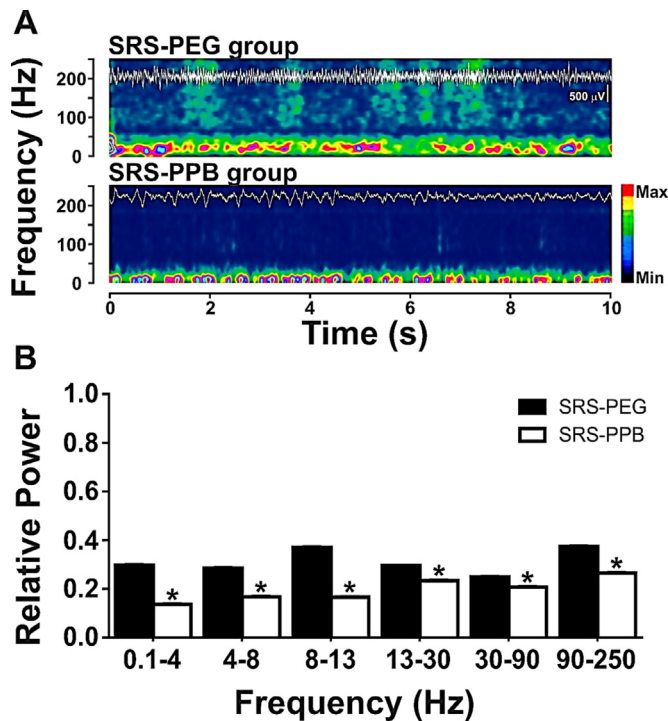 A
SRS-PEG group
200
100
0
500 µV
SRS-PPB group
200
100
0
Max
Min
Frequency (Hz)
0 2 4 6 8 10
Time (s)
B
1.0
0.8
0.6
0.4
0.2
0.0
Relative Power
SRS-PEG
SRS-PPB
* * * * * *
0.1-4 4-8 8-13 13-30 30-90 90-250
Frequency (Hz)